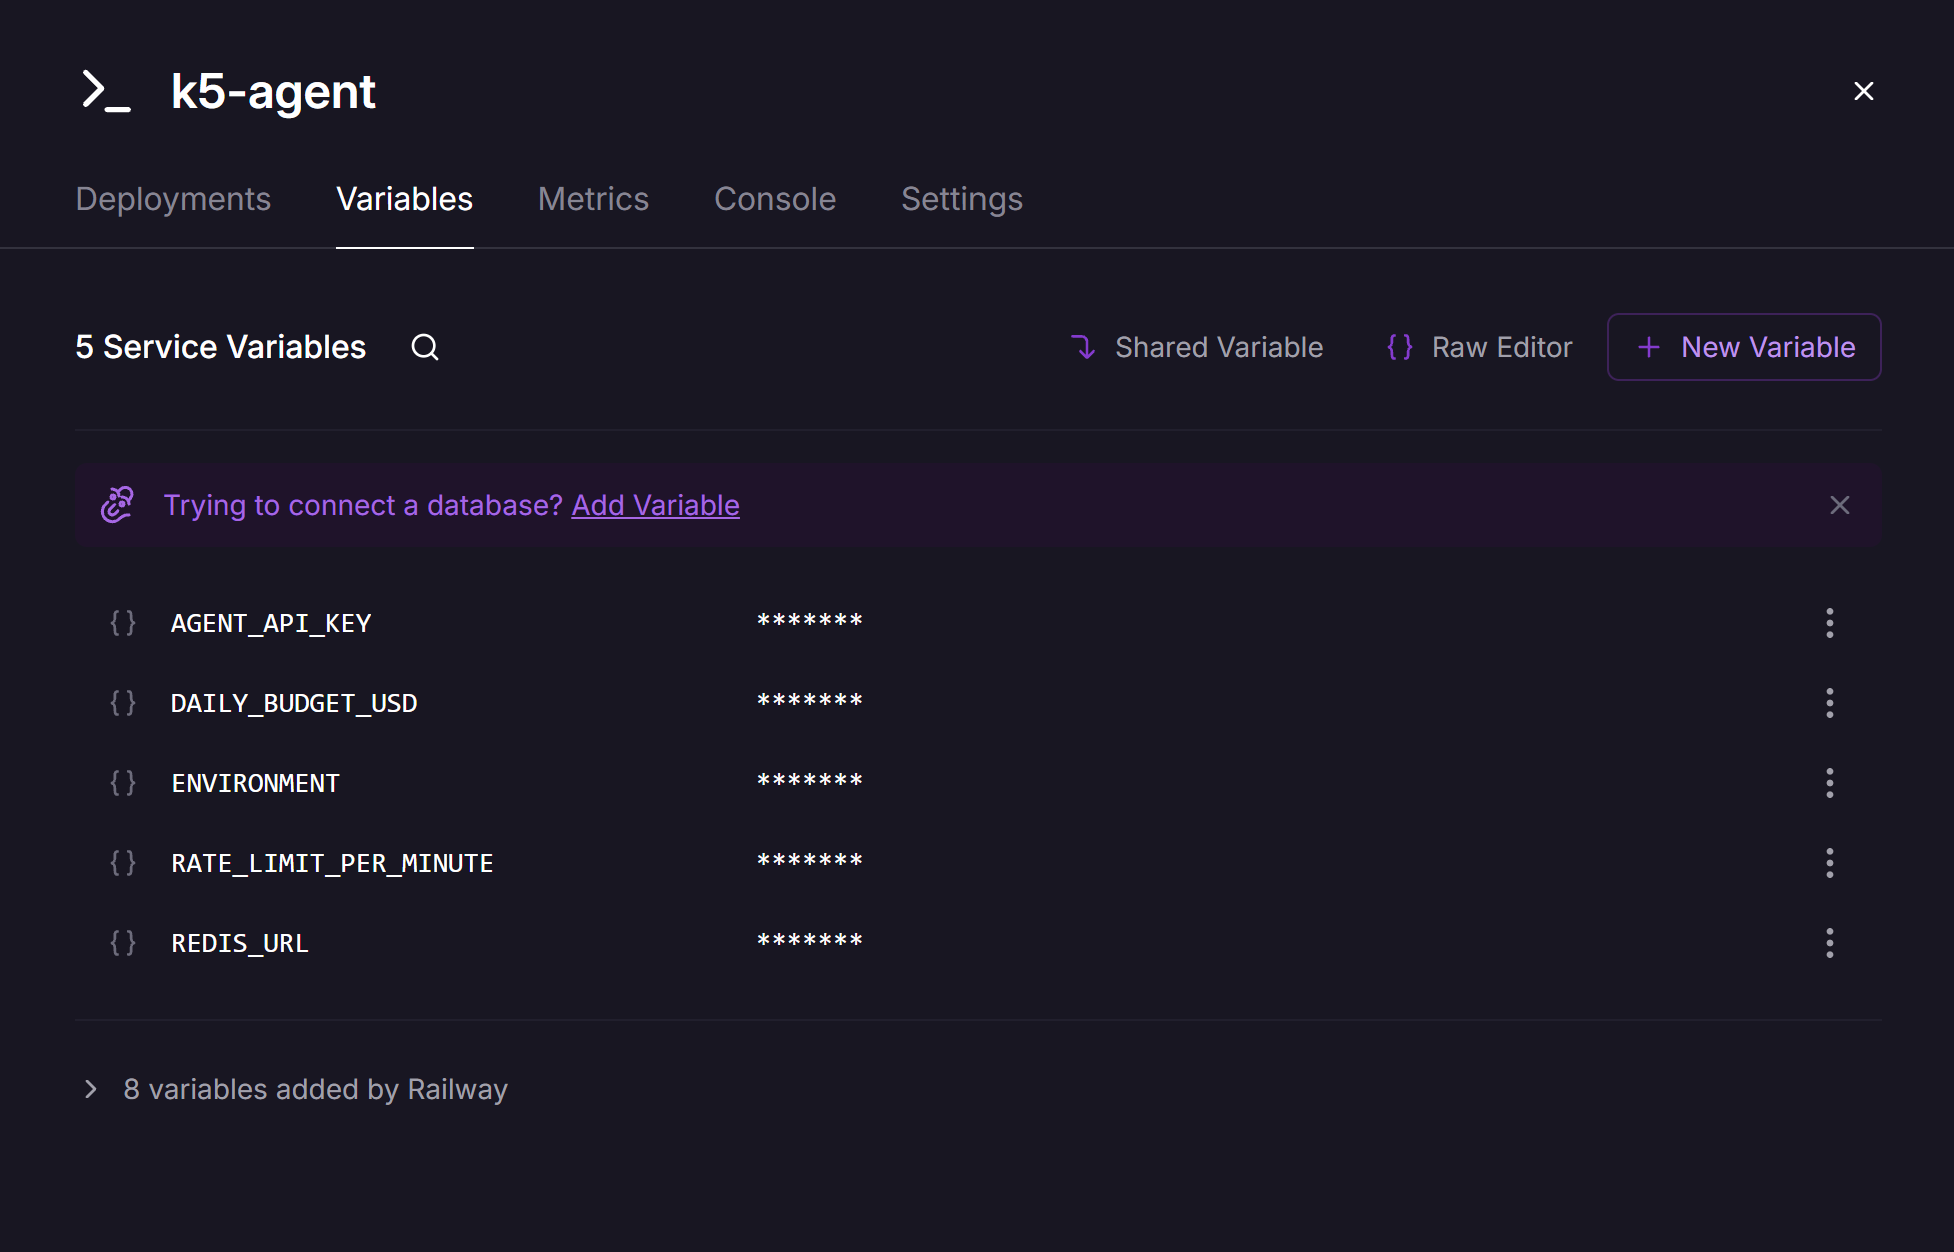 k5-agent
Deployments Variables Metrics Console Settings
5 Service Variables Shared Variable {} Raw Editor + New Variable
Trying to connect a database? Add Variable
{} AGENT_API_KEY *******
{} DAILY_BUDGET_USD *******
{} ENVIRONMENT *******
{} RATE_LIMIT_PER_MINUTE *******
{} REDIS_URL *******
8 variables added by Railway